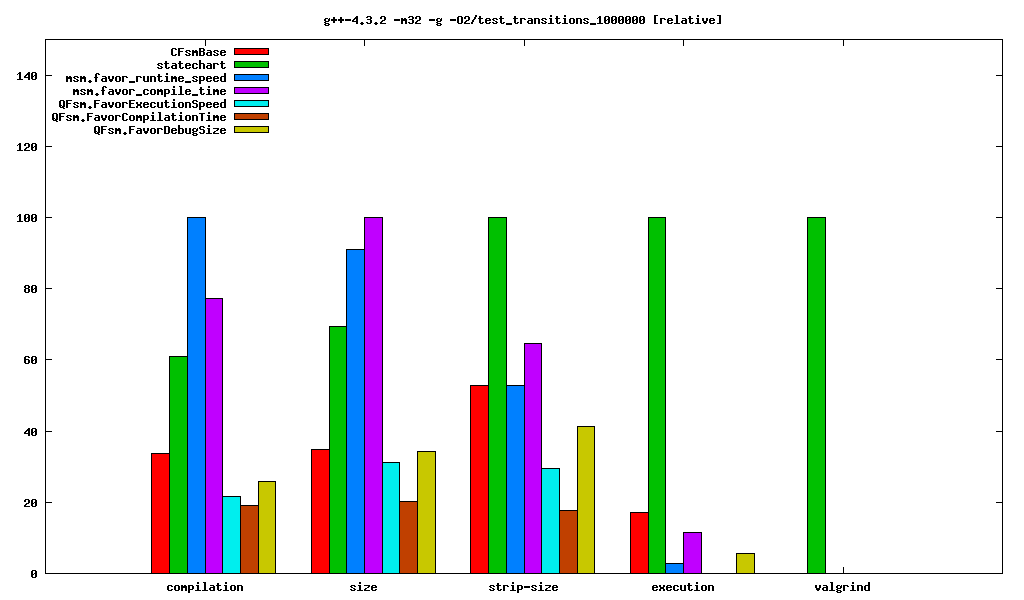 g++-4.3.2 -m32 -g -O2/test_transitions_1000000 [relative]
CFsmBase
statechart
msm.favor_runtime_speed
msm.favor_compile_time
QFsm.FavorExecutionSpeed
QFsm.FavorCompilationTime
QFsm.FavorDebugSize
140
120
100
80
60
40
20
0
compilation size strip-size execution valgrind